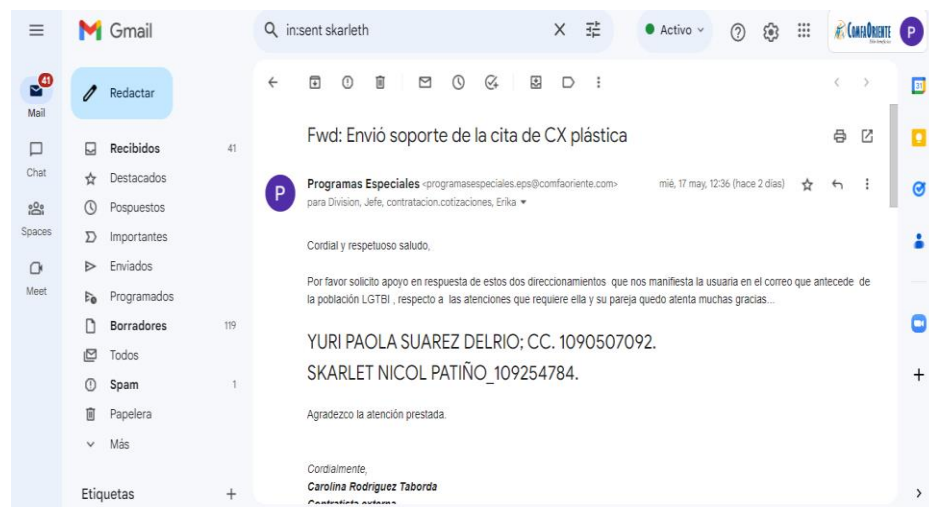 Gmail
in:sent skarleth
Activo
COMFAORIENTE
P
41
Mail
Redactar
31
Fwd: Envió soporte de la cita de CX plástica
Recibidos 41
Chat
Destacados
P
Programas Especiales <programasespeciales.eps@comfaoriente.com> mié, 17 may, 12:36 (hace 2 días)
para Division, Jefe, contratacion.cotizaciones, Erika
Pospuestos
Spaces
Importantes
Cordial y respetuoso saludo,
Enviados
Meet
Por favor solicito apoyo en respuesta de estos dos direccionamientos que nos manifiesta la usuaria en el correo que antecede de
la población LGTBI , respecto a las atenciones que requiere ella y su pareja quedo atenta muchas gracias...
Programados
Borradores 119
YURI PAOLA SUAREZ DELRIO; CC. 1090507092.
Todos
SKARLET NICOL PATIÑO_109254784.
Spam 1
Papelera
Agradezco la atención prestada.
Más
Cordialmente,
Carolina Rodriguez Taborda
Contratista externa
Etiquetas